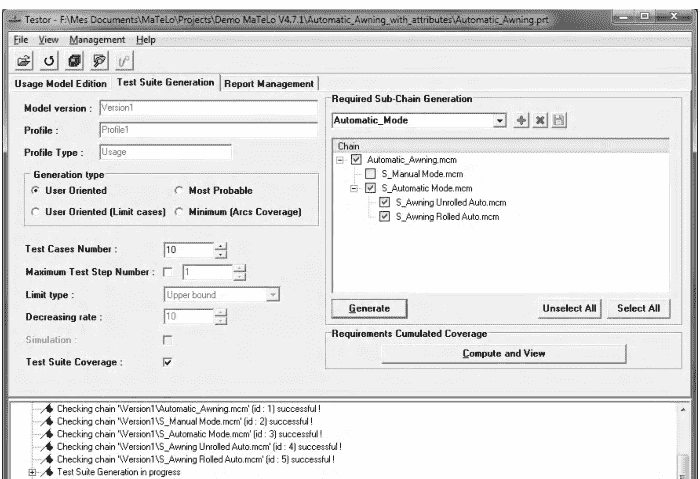 Testor - F:\Mes Documents\MaTeLo\Projects\Demo MaTeLo V4.7.1\Automatic_Awning_with_attributes\Automatic_Awning.prt
File View Management Help
Usage Model Edition Test Suite Generation Report Management
Model version : Version1
Profile : Profile1
Profile Type : Usage
Generation type
User Oriented Most Probable
User Oriented (Limit cases) Minimum (Arcs Coverage)
Test Cases Number : 10
Maximum Test Step Number : 1
Limit type : Upper bound
Decreasing rate : 10
Simulation :
Test Suite Coverage :
Required Sub-Chain Generation
Automatic_Mode
Chain
Automatic_Awning.mcm
S_Manual Mode.mcm
S_Automatic Mode.mcm
S_Awning Unrolled Auto.mcm
S_Awning Rolled Auto.mcm
Generate Unselect All Select All
Requirements Cumulated Coverage
Compute and View
Checking chain '\Version1\Automatic_Awning.mcm' (id : 1) successful !
Checking chain '\Version1\S_Manual Mode.mcm' (id : 2) successful !
Checking chain '\Version1\S_Automatic Mode.mcm' (id : 3) successful !
Checking chain '\Version1\S_Awning Unrolled Auto.mcm' (id : 4) successful !
Checking chain '\Version1\S_Awning Rolled Auto.mcm' (id : 5) successful !
Test Suite Generation in progress